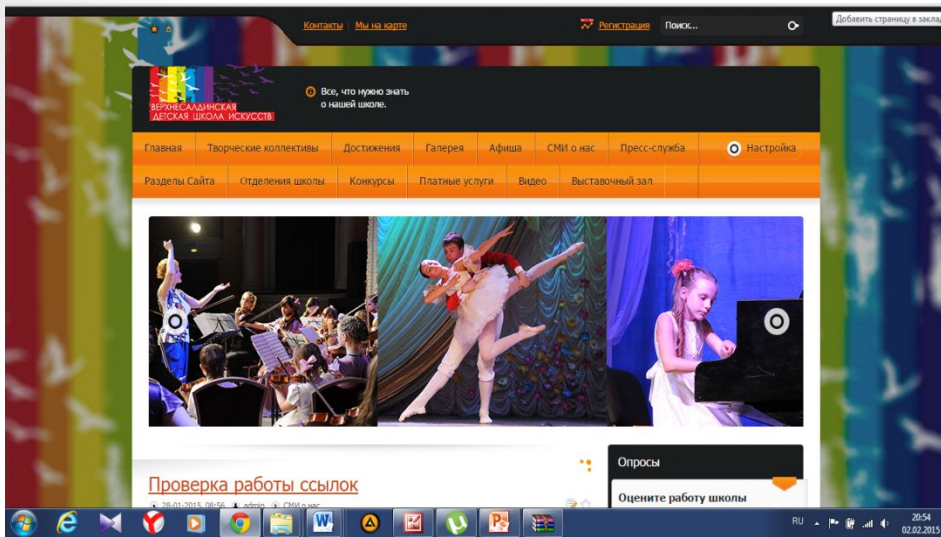 Контакты Мы на карте Регистрация Поиск...
Добавить страницу в заклад
ВЕРХНЕСАЛДИНСКАЯ
ДЕТСКАЯ ШКОЛА ИСКУССТВ
Все, что нужно знать
о нашей школе.
Главная Творческие коллективы Достижения Галерея Афиша СМИ о нас Пресс-служба Настройка
Разделы Сайта Отделения школы Конкурсы Платные услуги Видео Выставочный зал
Проверка работы ссылок
28-01-2015, 08:56 admin СМИ о нас
Опросы
Оцените работу школы
RU
20:54
02.02.2015